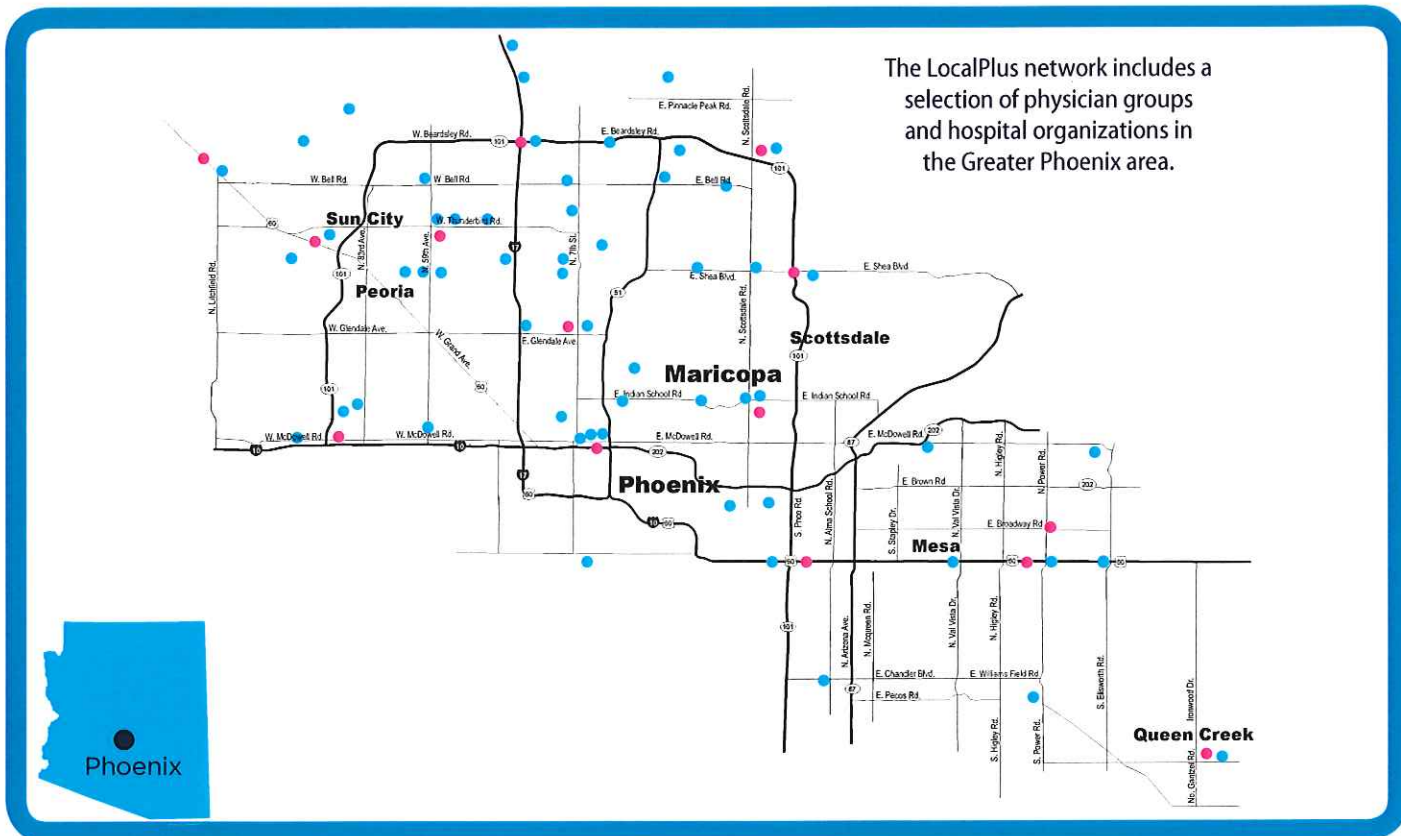 The LocalPlus network includes a
selection of physician groups
and hospital organizations in
the Greater Phoenix area.
E. Pinnacle Peak Rd.
N. Scottsdale Rd.
W. Beardsley Rd.
101
E. Beardsley Rd.
101
W. Bell Rd.
W. Bell Rd.
E. Bell Rd.
Sun City
60
W. Thunderbird Rd.
N. 83rd Ave.
N. 59th Ave.
17
N. 7th St.
N. Litchfield Rd.
101
E. Shea Blvd.
E. Shea Blvd
Peoria
51
N. Scottsdale Rd.
W. Glendale Ave.
W. Grand Ave.
E. Glendale Ave.
Scottsdale
101
Maricopa
101
60
E. Indian School Rd
E. Indian School Rd
W. McDowell Rd.
W. McDowell Rd.
E. McDowell Rd.
E. McDowell Rd.
202
87
10
10
202
N. Higley Rd.
N. Power Rd.
17
60
Phoenix
E. Brown Rd
202
S. Price Rd.
N. Alma School Rd.
S. Stapley Dr.
N. Val Vista Dr.
10
60
E. Broadway Rd
Mesa
60
60
60
101
N. Arizona Ave.
N. Mcqueen Rd.
N. Val Vista Dr.
N. Higley Rd.
E. Chandler Blvd.
E. Williams Field Rd.
87
E. Pecos Rd.
S. Ellsworth Rd.
Ironwood Dr.
S. Higley Rd.
S. Power Rd.
Queen Creek
No. Gantzel Rd.
Phoenix